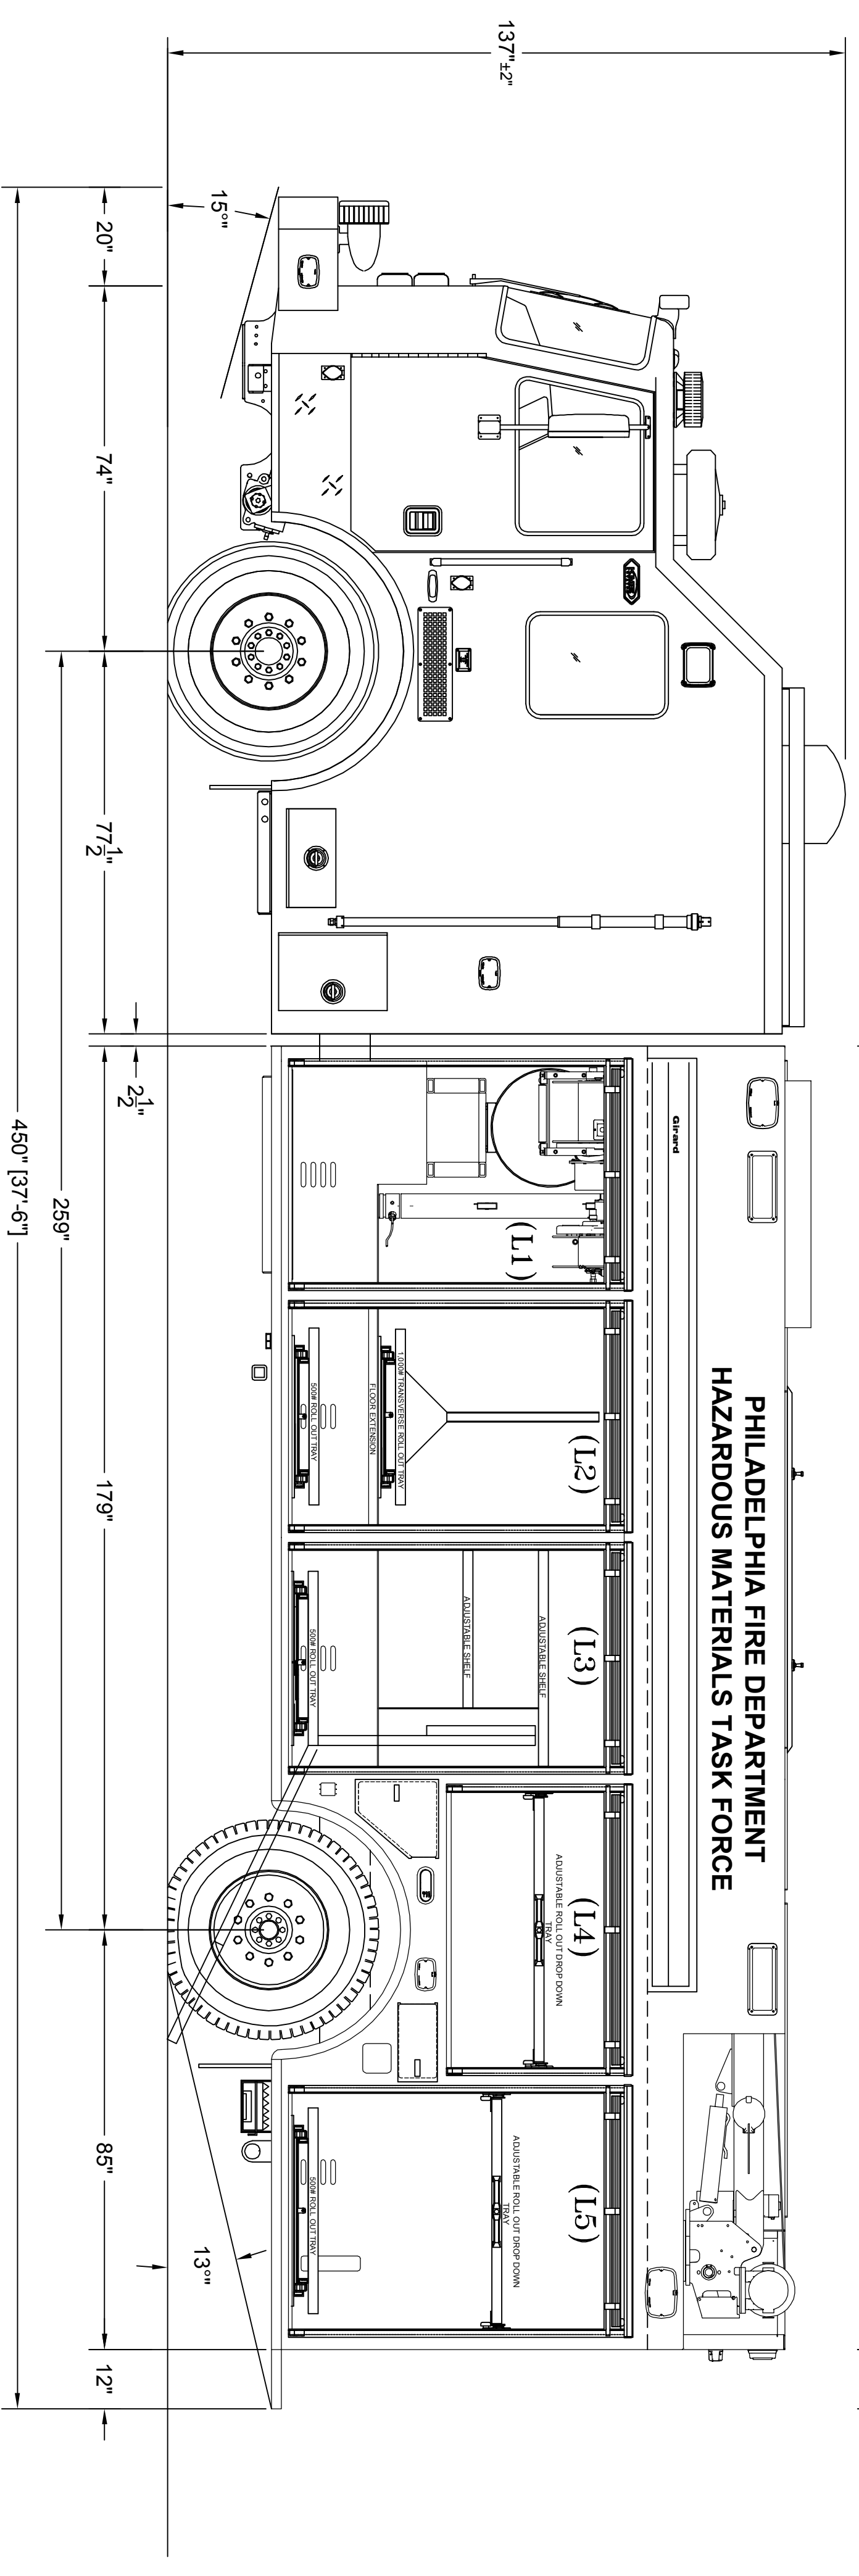 137" ±2"
15°"
20"
74"
77 1/2"
2 1/2"
179"
85"
12"
13°"
259"
450" [37'-6"]
PHILADELPHIA FIRE DEPARTMENT
HAZARDOUS MATERIALS TASK FORCE
Girard
(L1)
(L2)
1,000# TRANSVERSE ROLL OUT TRAY
FLOOR EXTENSION
500# ROLL OUT TRAY
(L3)
ADJUSTABLE SHELF
ADJUSTABLE SHELF
500# ROLL OUT TRAY
(L4)
ADJUSTABLE ROLL OUT DROP DOWN
TRAY
(L5)
ADJUSTABLE ROLL OUT DROP DOWN
TRAY
500# ROLL OUT TRAY